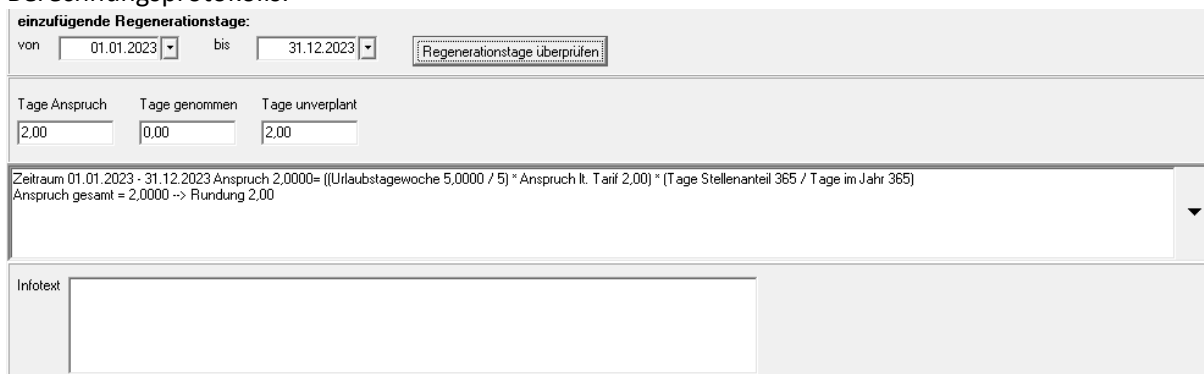 Berechnungsprotokolls:
einzufügende Regenerationstage:
von 01.01.2023 bis 31.12.2023 Regenerationstage überprüfen
Tage Anspruch Tage genommen Tage unverplant
2,00 0,00 2,00
Zeitraum 01.01.2023 - 31.12.2023 Anspruch 2,0000= ((Urlaubstagewoche 5,0000 / 5) * Anspruch lt. Tarif 2,00) * (Tage Stellenanteil 365 / Tage im Jahr 365)
Anspruch gesamt = 2,0000 --> Rundung 2,00
Infotext